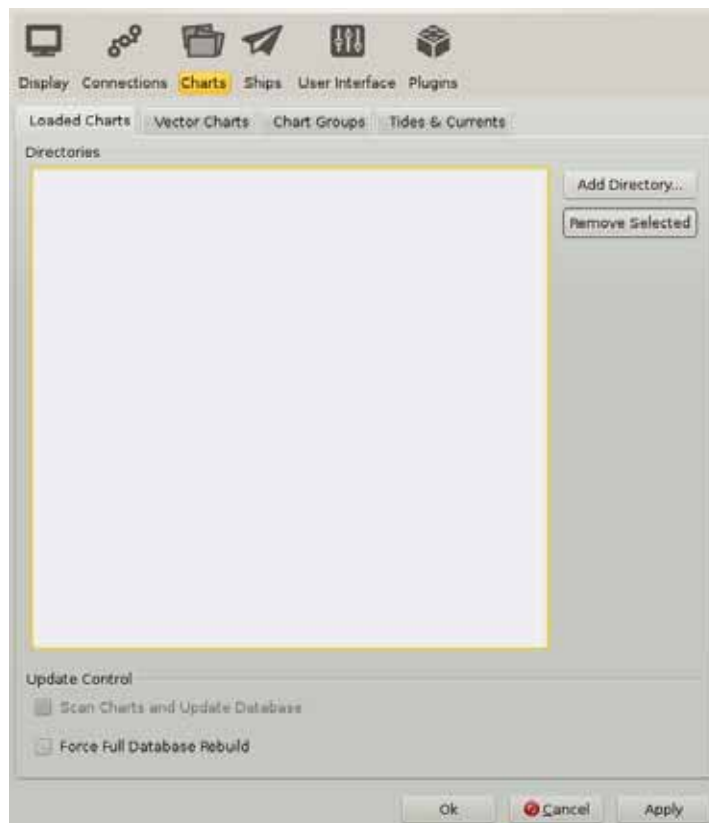 Display Connections Charts Ships User Interface Plugins
Loaded Charts Vector Charts Chart Groups Tides & Currents
Directories
Add Directory...
Remove Selected
Update Control
Scan Charts and Update Database
Force Full Database Rebuild
Ok Cancel Apply